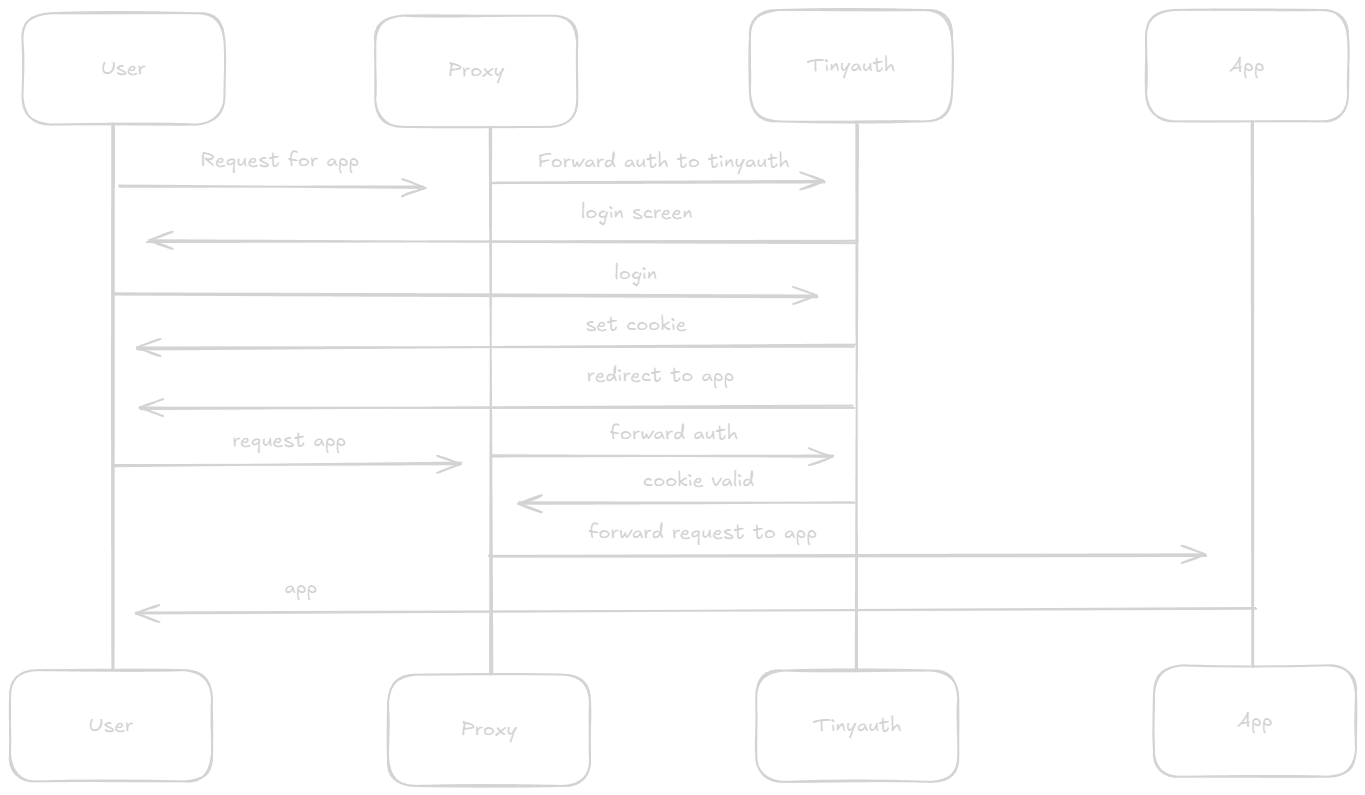 User
Proxy
Tinyauth
App
Request for app
Forward auth to tinyauth
login screen
login
set cookie
redirect to app
request app
forward auth
cookie valid
forward request to app
app
User
Proxy
Tinyauth
App